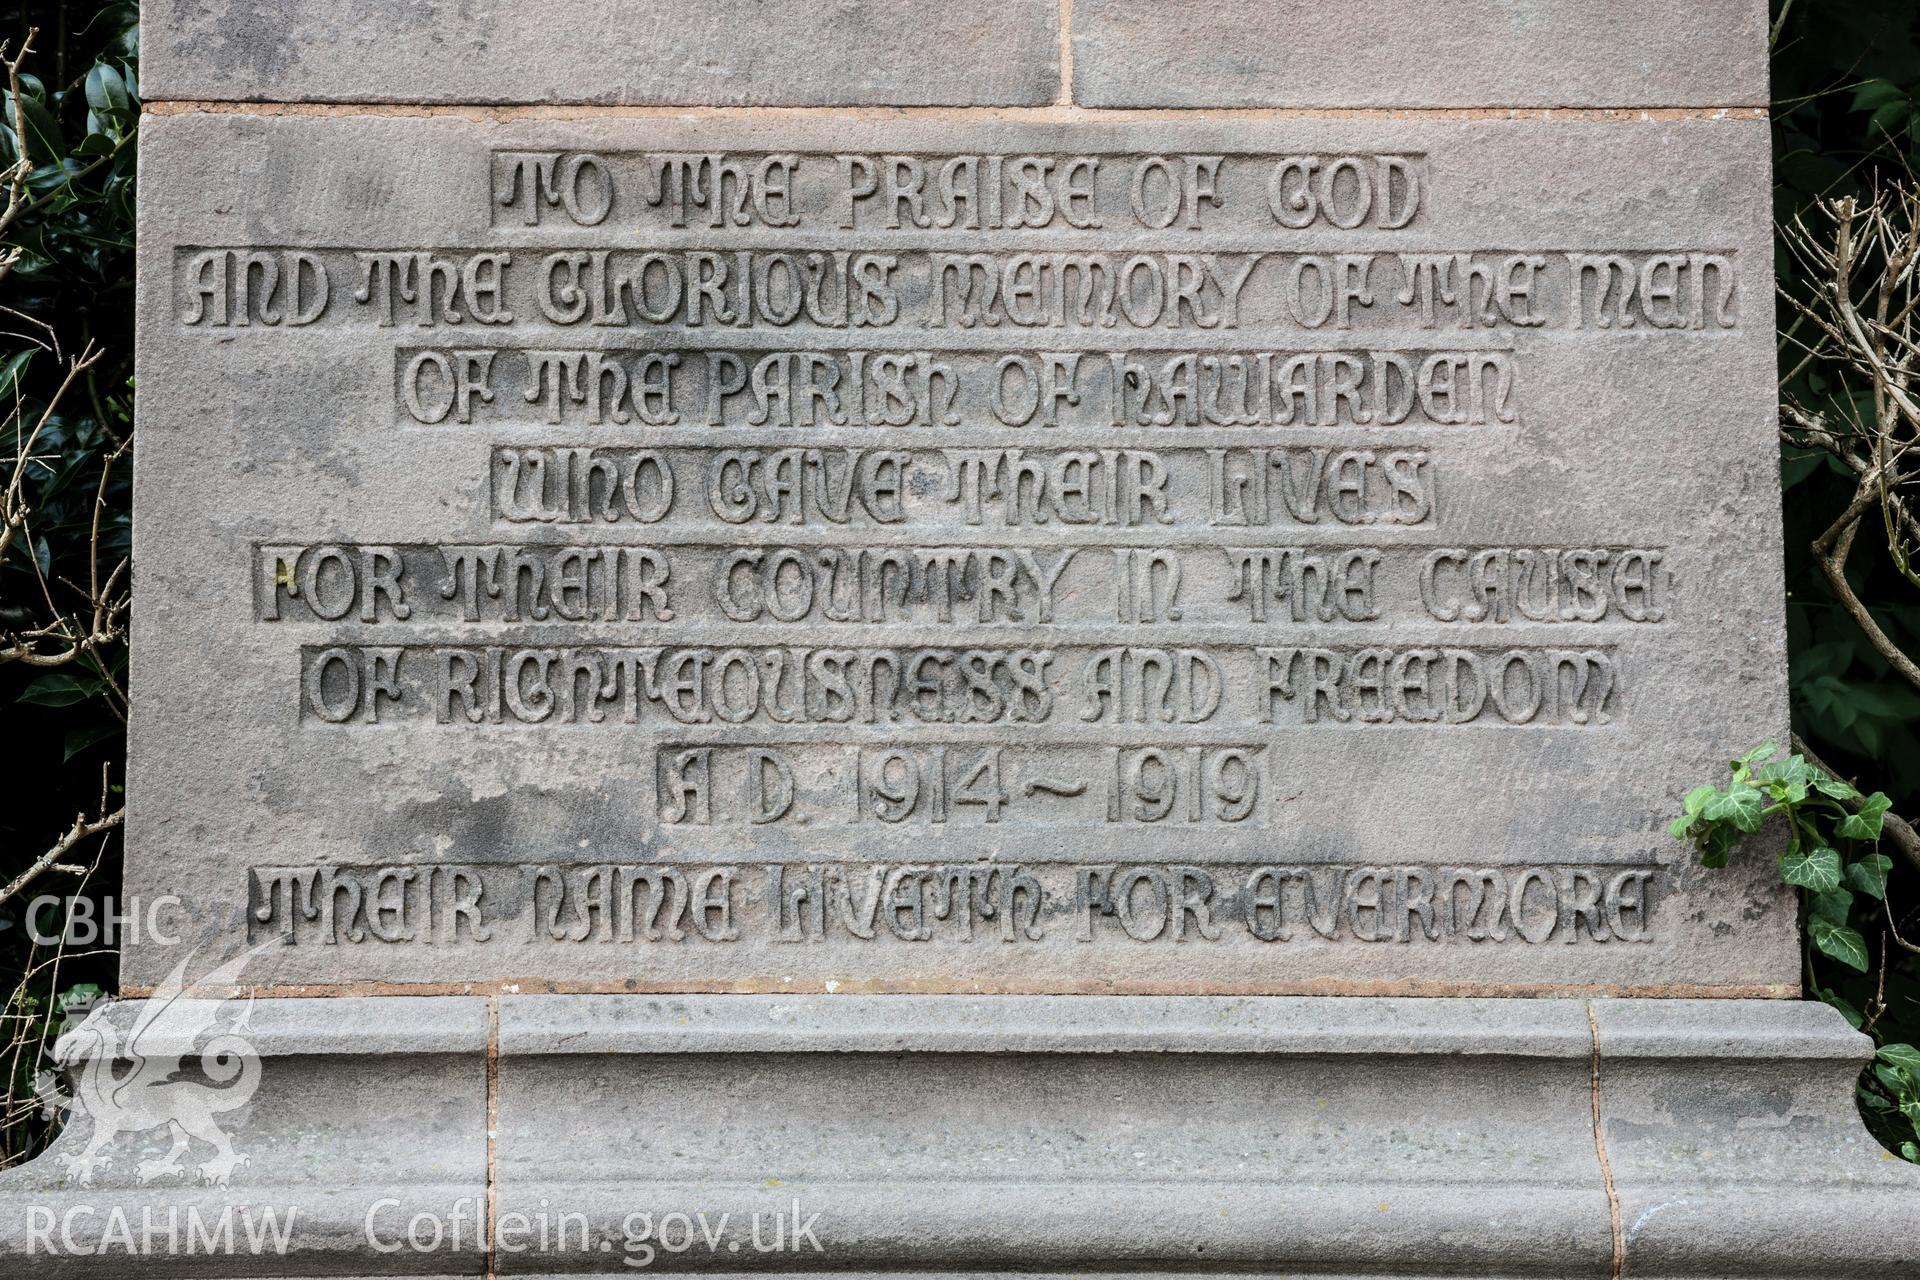 TO THE PRAISE OF GOD
AND THE GLORIOUS MEMORY OF THE MEN
OF THE PARISH OF HAWARDEN
WHO GAVE THEIR LIVES
FOR THEIR COUNTRY IN THE CAUSE
OF RIGHTEOUSNESS AND FREEDOM
A.D. 1914~1919
THEIR NAME LIVETH FOR EVERMORE
CBHC
RCAHMW Coflein.gov.uk